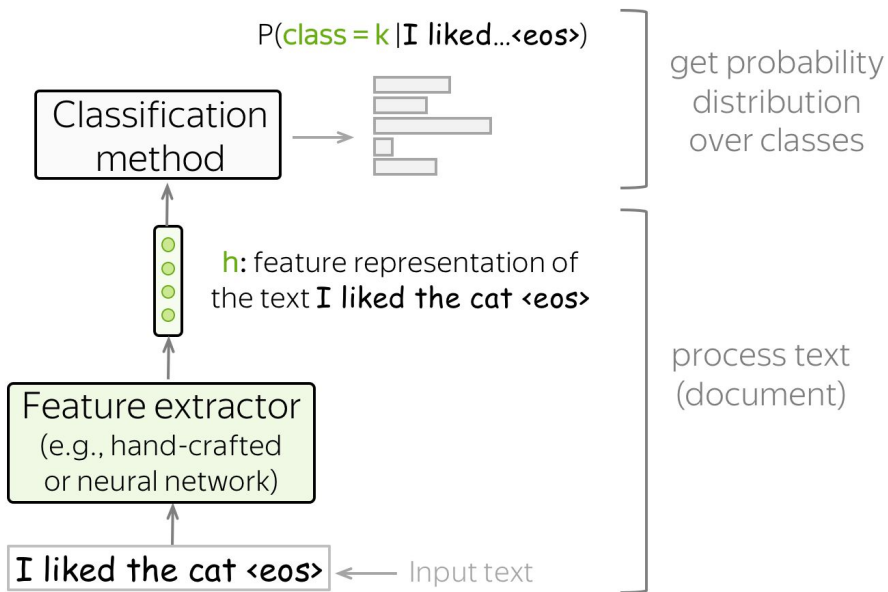 P(class = k |I liked...<eos>)
get probability
distribution
over classes
Classification
method
h: feature representation of
the text I liked the cat <eos>
process text
(document)
Feature extractor
(e.g., hand-crafted
or neural network)
I liked the cat <eos>
Input text